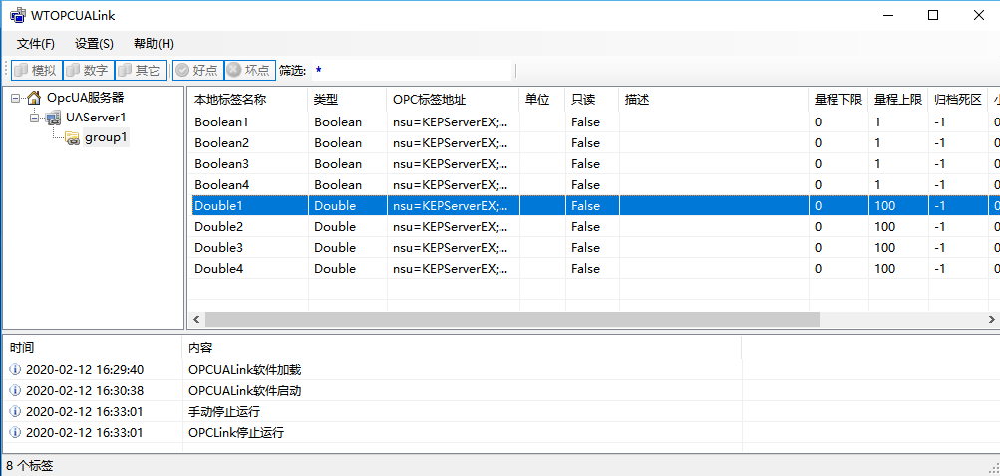 WTOPCUALink
文件(F) 设置(S) 帮助(H)
模拟 数字 其它 好点 坏点 筛选: *
OpcUA服务器
UAServer1
group1
本地标签名称 类型 OPC标签地址 单位 只读 描述 量程下限 量程上限 归档死区
Boolean1 Boolean nsu=KEPServerEX;... False 0 1 -1 0
Boolean2 Boolean nsu=KEPServerEX;... False 0 1 -1 0
Boolean3 Boolean nsu=KEPServerEX;... False 0 1 -1 0
Boolean4 Boolean nsu=KEPServerEX;... False 0 1 -1 0
Double1 Double nsu=KEPServerEX;... False 0 100 -1 0
Double2 Double nsu=KEPServerEX;... False 0 100 -1 0
Double3 Double nsu=KEPServerEX;... False 0 100 -1 0
Double4 Double nsu=KEPServerEX;... False 0 100 -1 0
时间 内容
2020-02-12 16:29:40 OPCUALink软件加载
2020-02-12 16:30:38 OPCUALink软件启动
2020-02-12 16:33:01 手动停止运行
2020-02-12 16:33:01 OPCLink停止运行
8 个标签